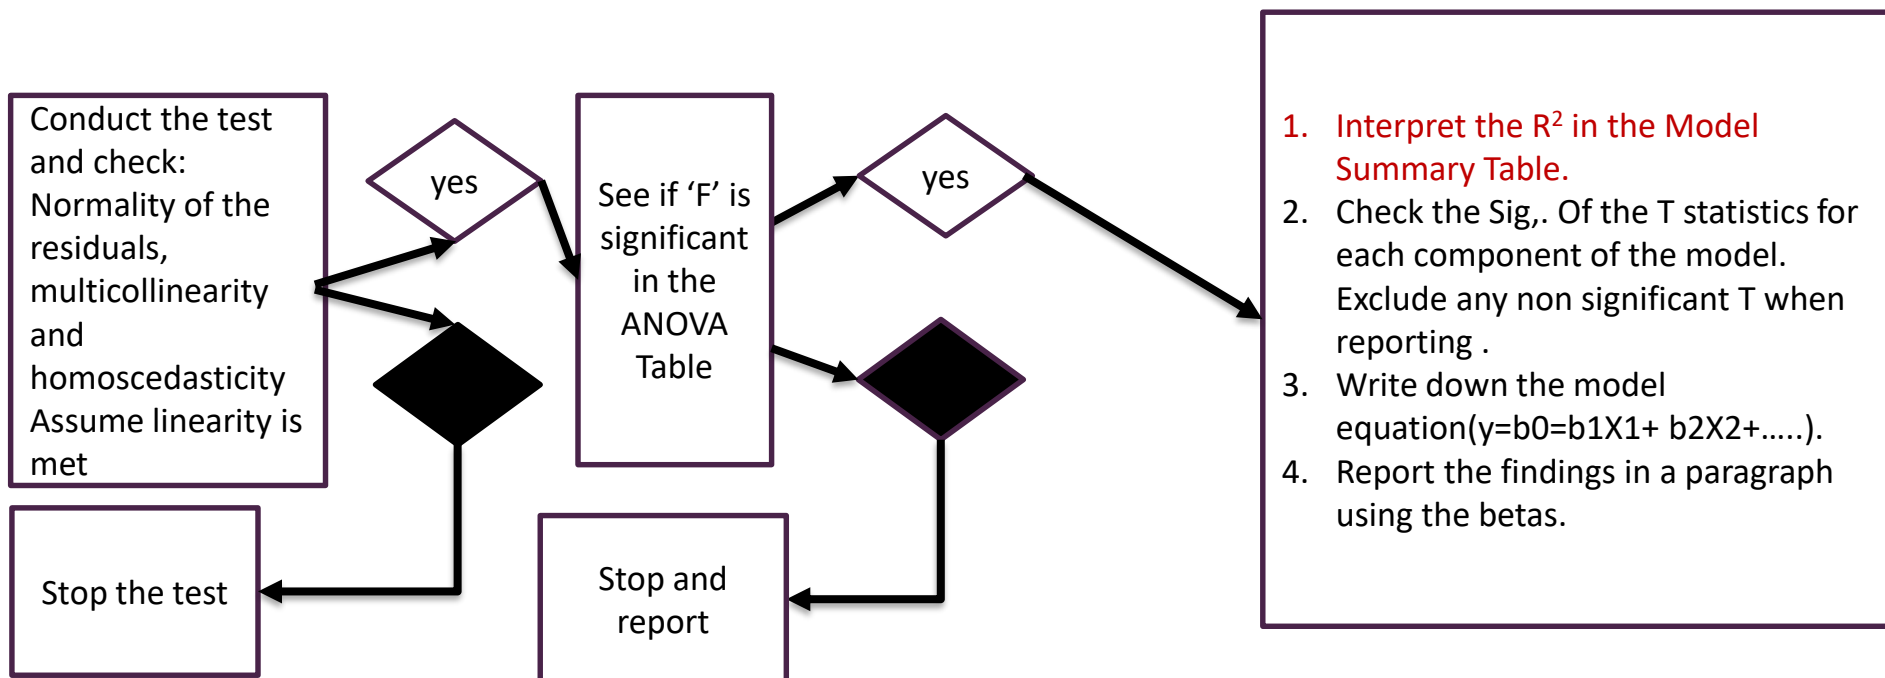 Conduct the test
and check:
Normality of the
residuals,
multicollinearity
and
homoscedasticity
Assume linearity is
met
yes
Stop the test
See if ‘F’ is
significant
in the
ANOVA
Table
yes
Stop and
report
1. Interpret the R² in the Model
Summary Table.
2. Check the Sig,. Of the T statistics for
each component of the model.
Exclude any non significant T when
reporting .
3. Write down the model
equation(y=b0=b1X1+ b2X2+…..).
4. Report the findings in a paragraph
using the betas.